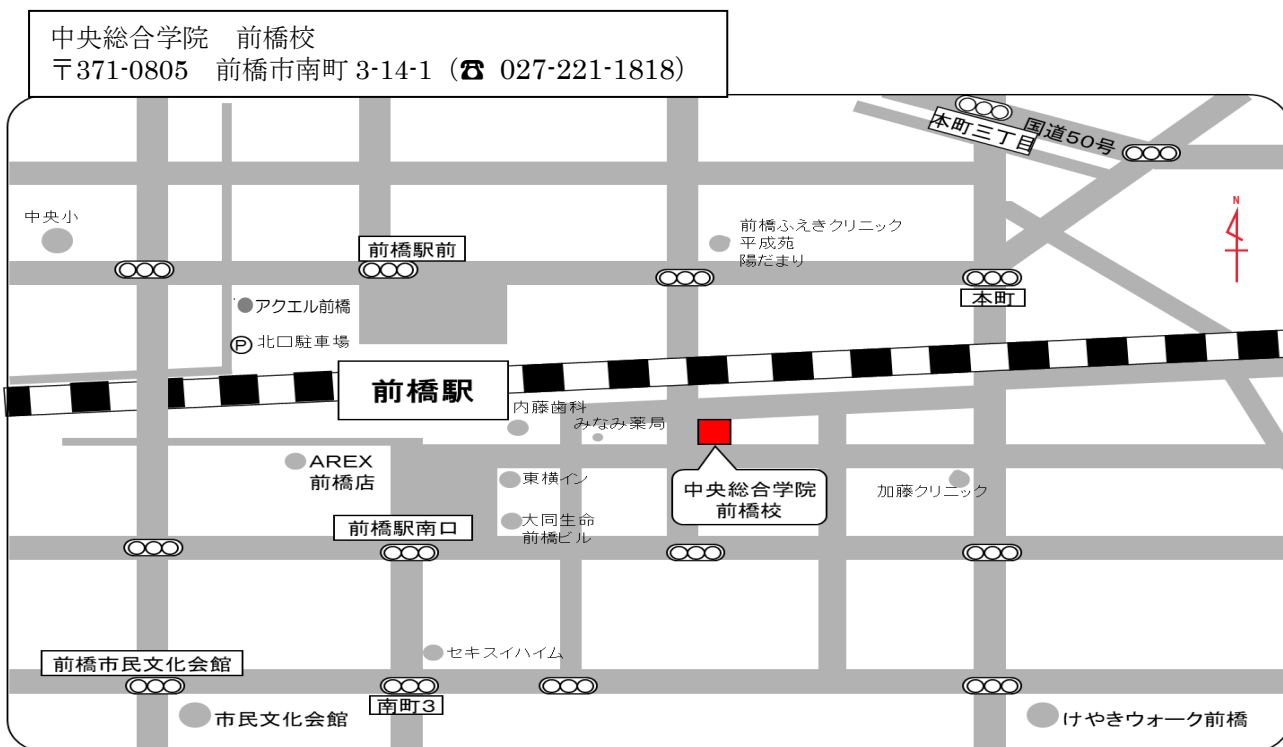 中央総合学院　前橋校
〒371-0805　前橋市南町 3-14-1（☎ 027-221-1818）
本町三丁目
国道50号
N
中央小
前橋駅前
前橋ふえきクリニック
平成苑
陽だまり
本町
アクエル前橋
P 北口駐車場
前橋駅
内藤歯科
みなみ薬局
AREX
前橋店
東横イン
中央総合学院
前橋校
加藤クリニック
前橋駅南口
大同生命
前橋ビル
セキスイハイム
前橋市民文化会館
南町3
市民文化会館
けやきウォーク前橋